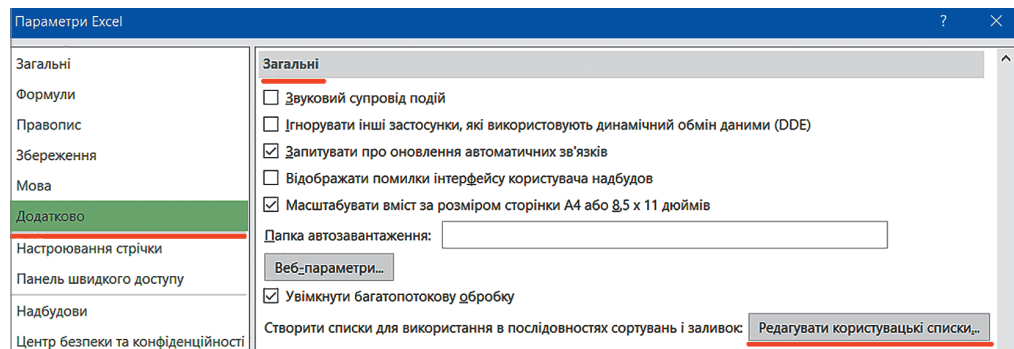 Параметри Excel
Загальні
Формули
Правопис
Збереження
Мова
Додатково
Настроювання стрічки
Панель швидкого доступу
Надбудови
Центр безпеки та конфіденційності
Загальні
Звуковий супровід подій
Ігнорувати інші застосунки, які використовують динамічний обмін даними (DDE)
Запитувати про оновлення автоматичних зв'язків
Відображати помилки інтерфейсу користувача надбудов
Масштабувати вміст за розміром сторінки A4 або 8,5 x 11 дюймів
Папка автозавантаження:
Веб-параметри...
Увімкнути багатопотокову обробку
Створити списки для використання в послідовностях сортувань і заливок: Редагувати користувацькі списки...